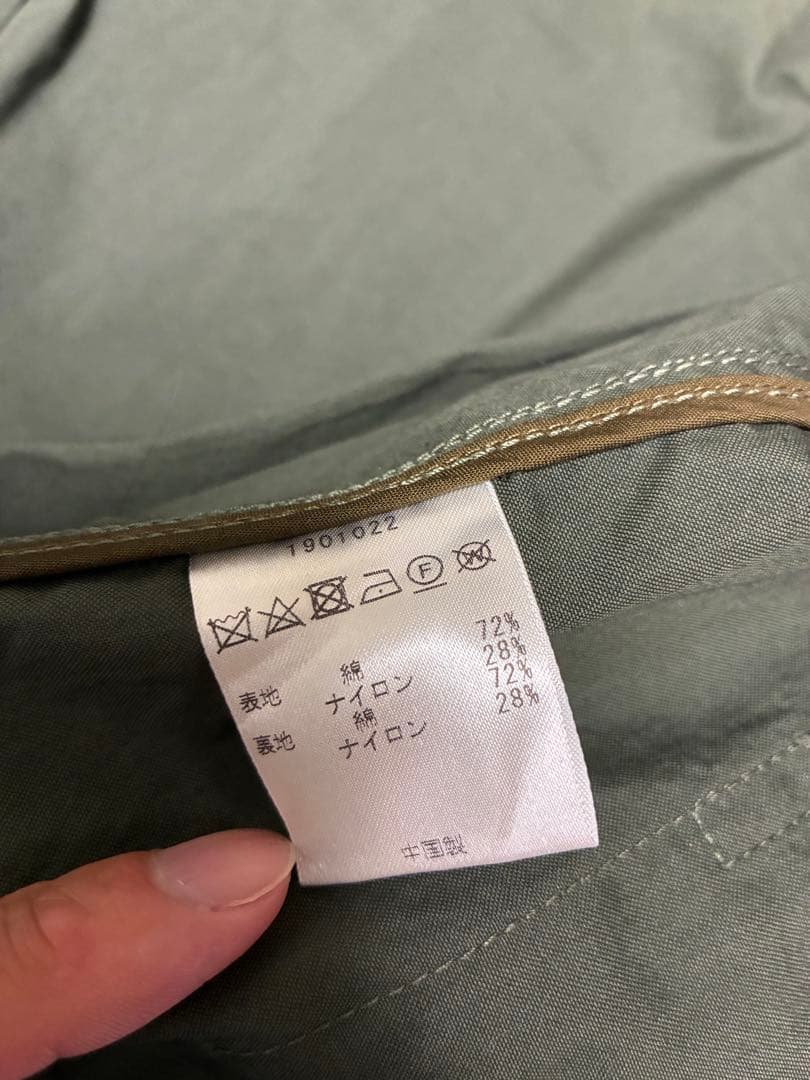 1901022
F W
表地 綿 72%
ナイロン 28%
裏地 綿 72%
ナイロン 28%
中国製